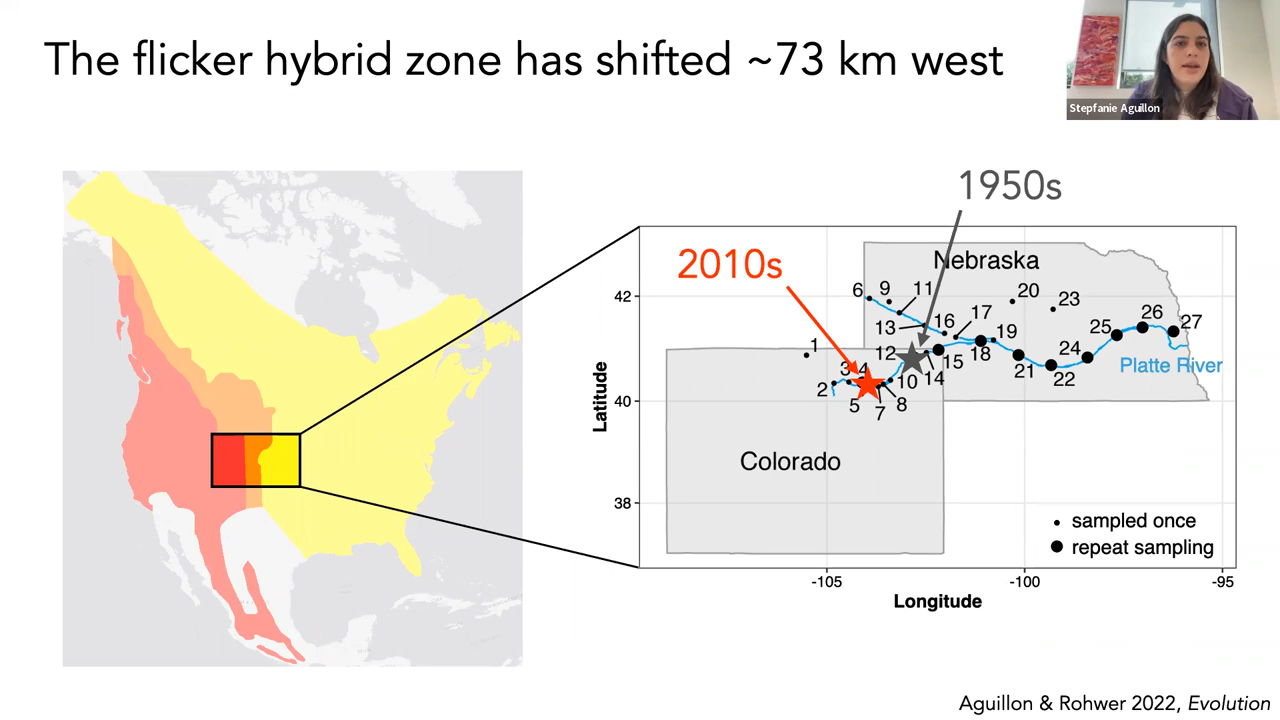 The flicker hybrid zone has shifted ~73 km west
Stepfanie Aguillon
1950s
2010s
Nebraska
42
6
9
11
20
23
13
16
17
19
25
26
27
1
12
15
18
24
Platte River
2
3
4
14
21
22
10
5
7
8
40
Latitude
Colorado
38
sampled once
repeat sampling
-105
-100
-95
Longitude
Aguillon & Rohwer 2022, Evolution